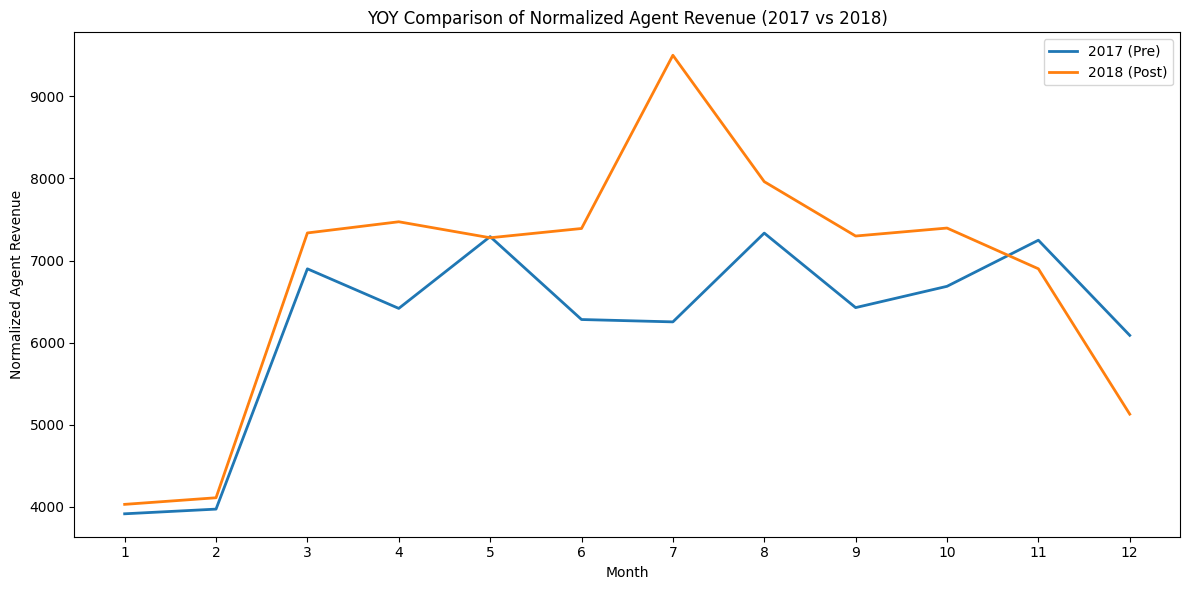 YOY Comparison of Normalized Agent Revenue (2017 vs 2018)
2017 (Pre)
2018 (Post)
Normalized Agent Revenue
9000
8000
7000
6000
5000
4000
1 2 3 4 5 6 7 8 9 10 11 12
Month